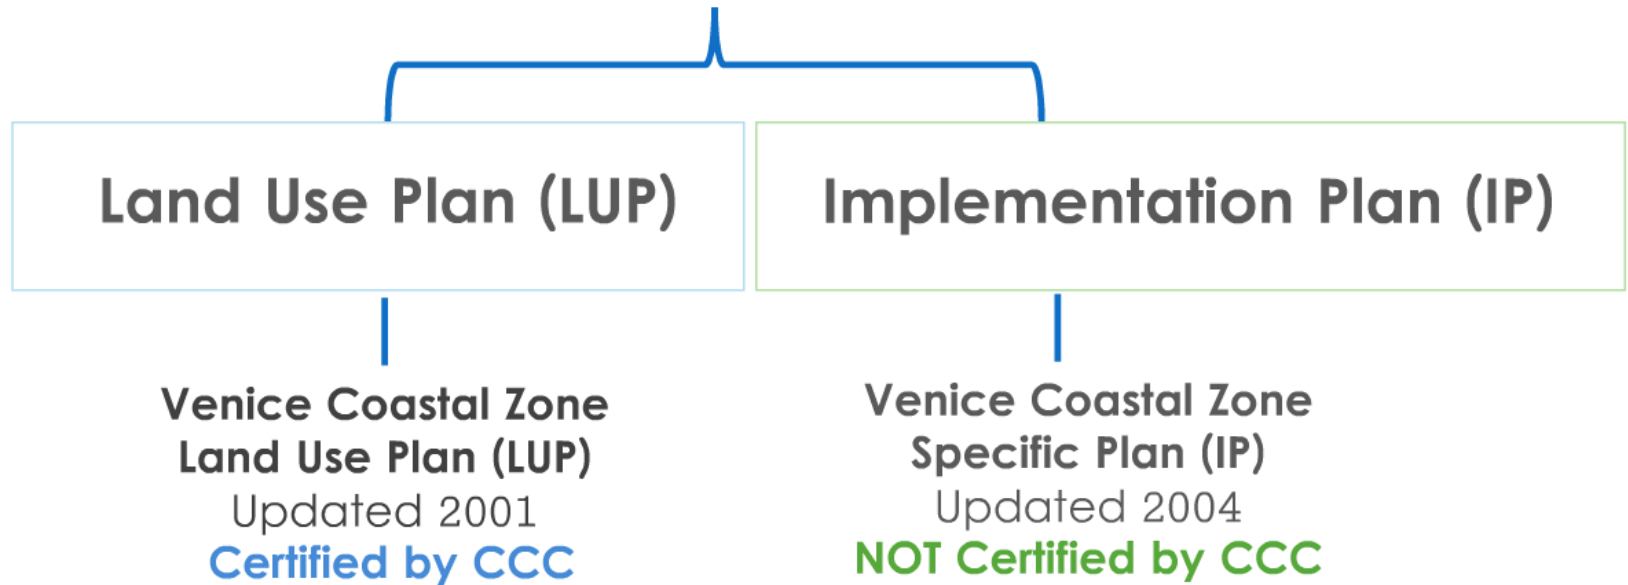 Land Use Plan (LUP)
Implementation Plan (IP)
Venice Coastal Zone
Land Use Plan (LUP)
Updated 2001
Certified by CCC
Venice Coastal Zone
Specific Plan (IP)
Updated 2004
NOT Certified by CCC